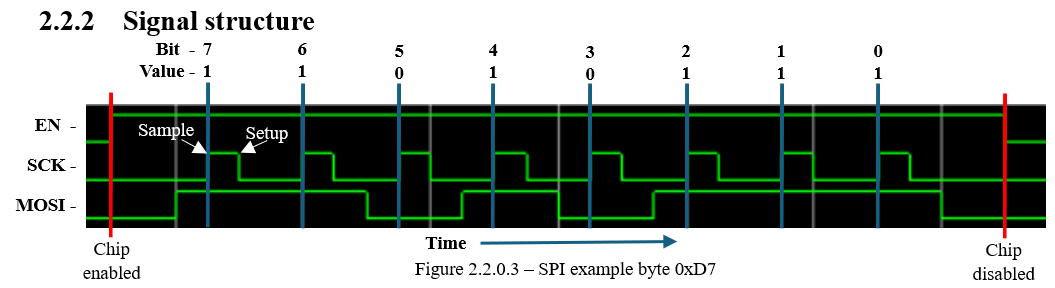 2.2.2 Signal structure
Bit - 7 6 5 4 3 2 1 0
Value - 1 1 0 1 0 1 1 1
EN -
Sample Setup
SCK -
MOSI -
Time
Chip enabled
Chip disabled
Figure 2.2.0.3 – SPI example byte 0xD7